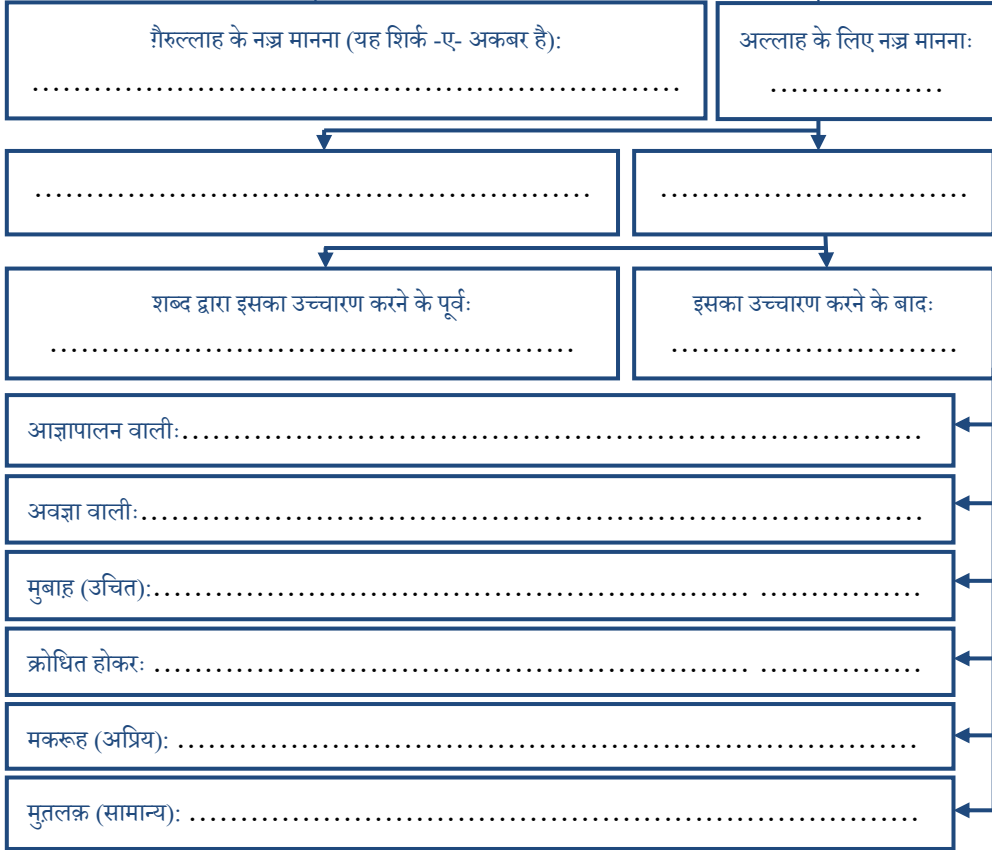 ग़ैरुल्लाह के नज़्र मानना (यह शिर्क -ए- अकबर है):
...............................................................
अल्लाह के लिए नज़्र माननाः
.................
......................................................
..............................
शब्द द्वारा इसका उच्चारण करने के पूर्वः
...................................................
इसका उच्चारण करने के बादः
............................
आज्ञापालन वालीः........................................................................
अवज्ञा वालीः............................................................................
मुबाह़ (उचित):.......................................................... ................
क्रोधित होकरः .......................................................... ................
मकरूह (अप्रिय): ........................................................................
मुत़लक़ (सामान्य): .......................................................................